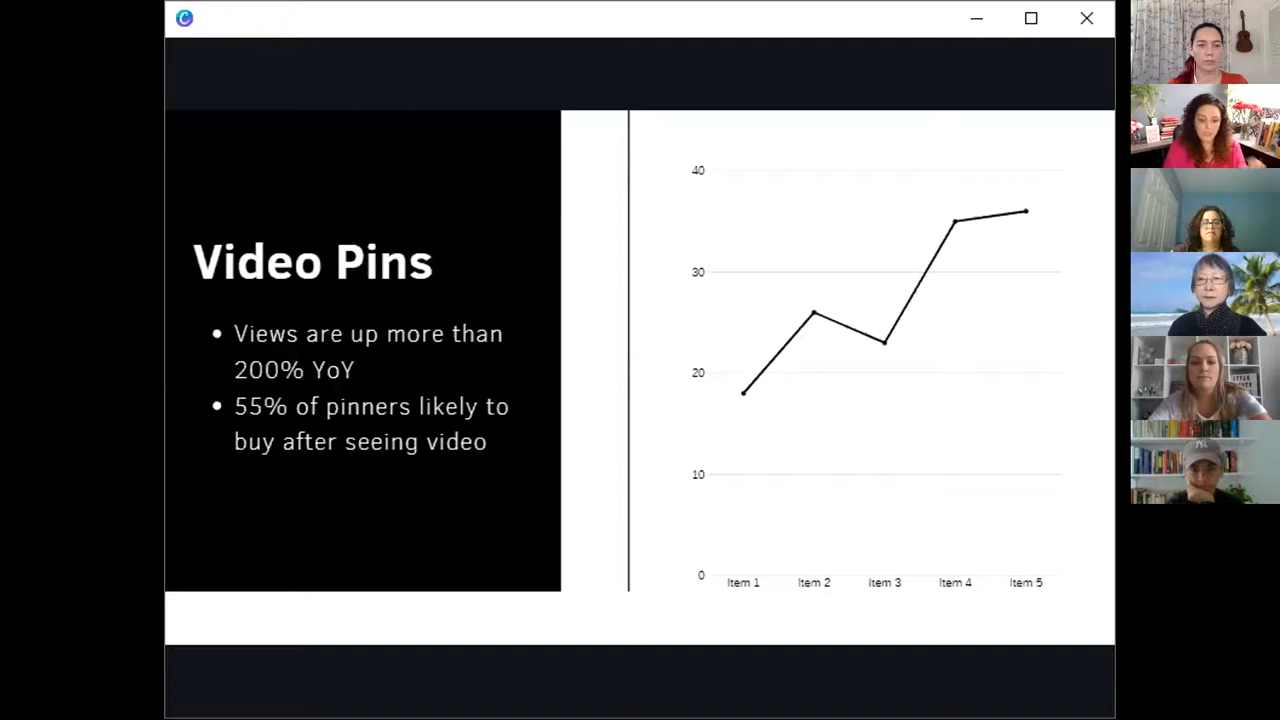 Video Pins
• Views are up more than
200% YoY
• 55% of pinners likely to
buy after seeing video
40
30
20
10
0
Item 1 Item 2 Item 3 Item 4 Item 5